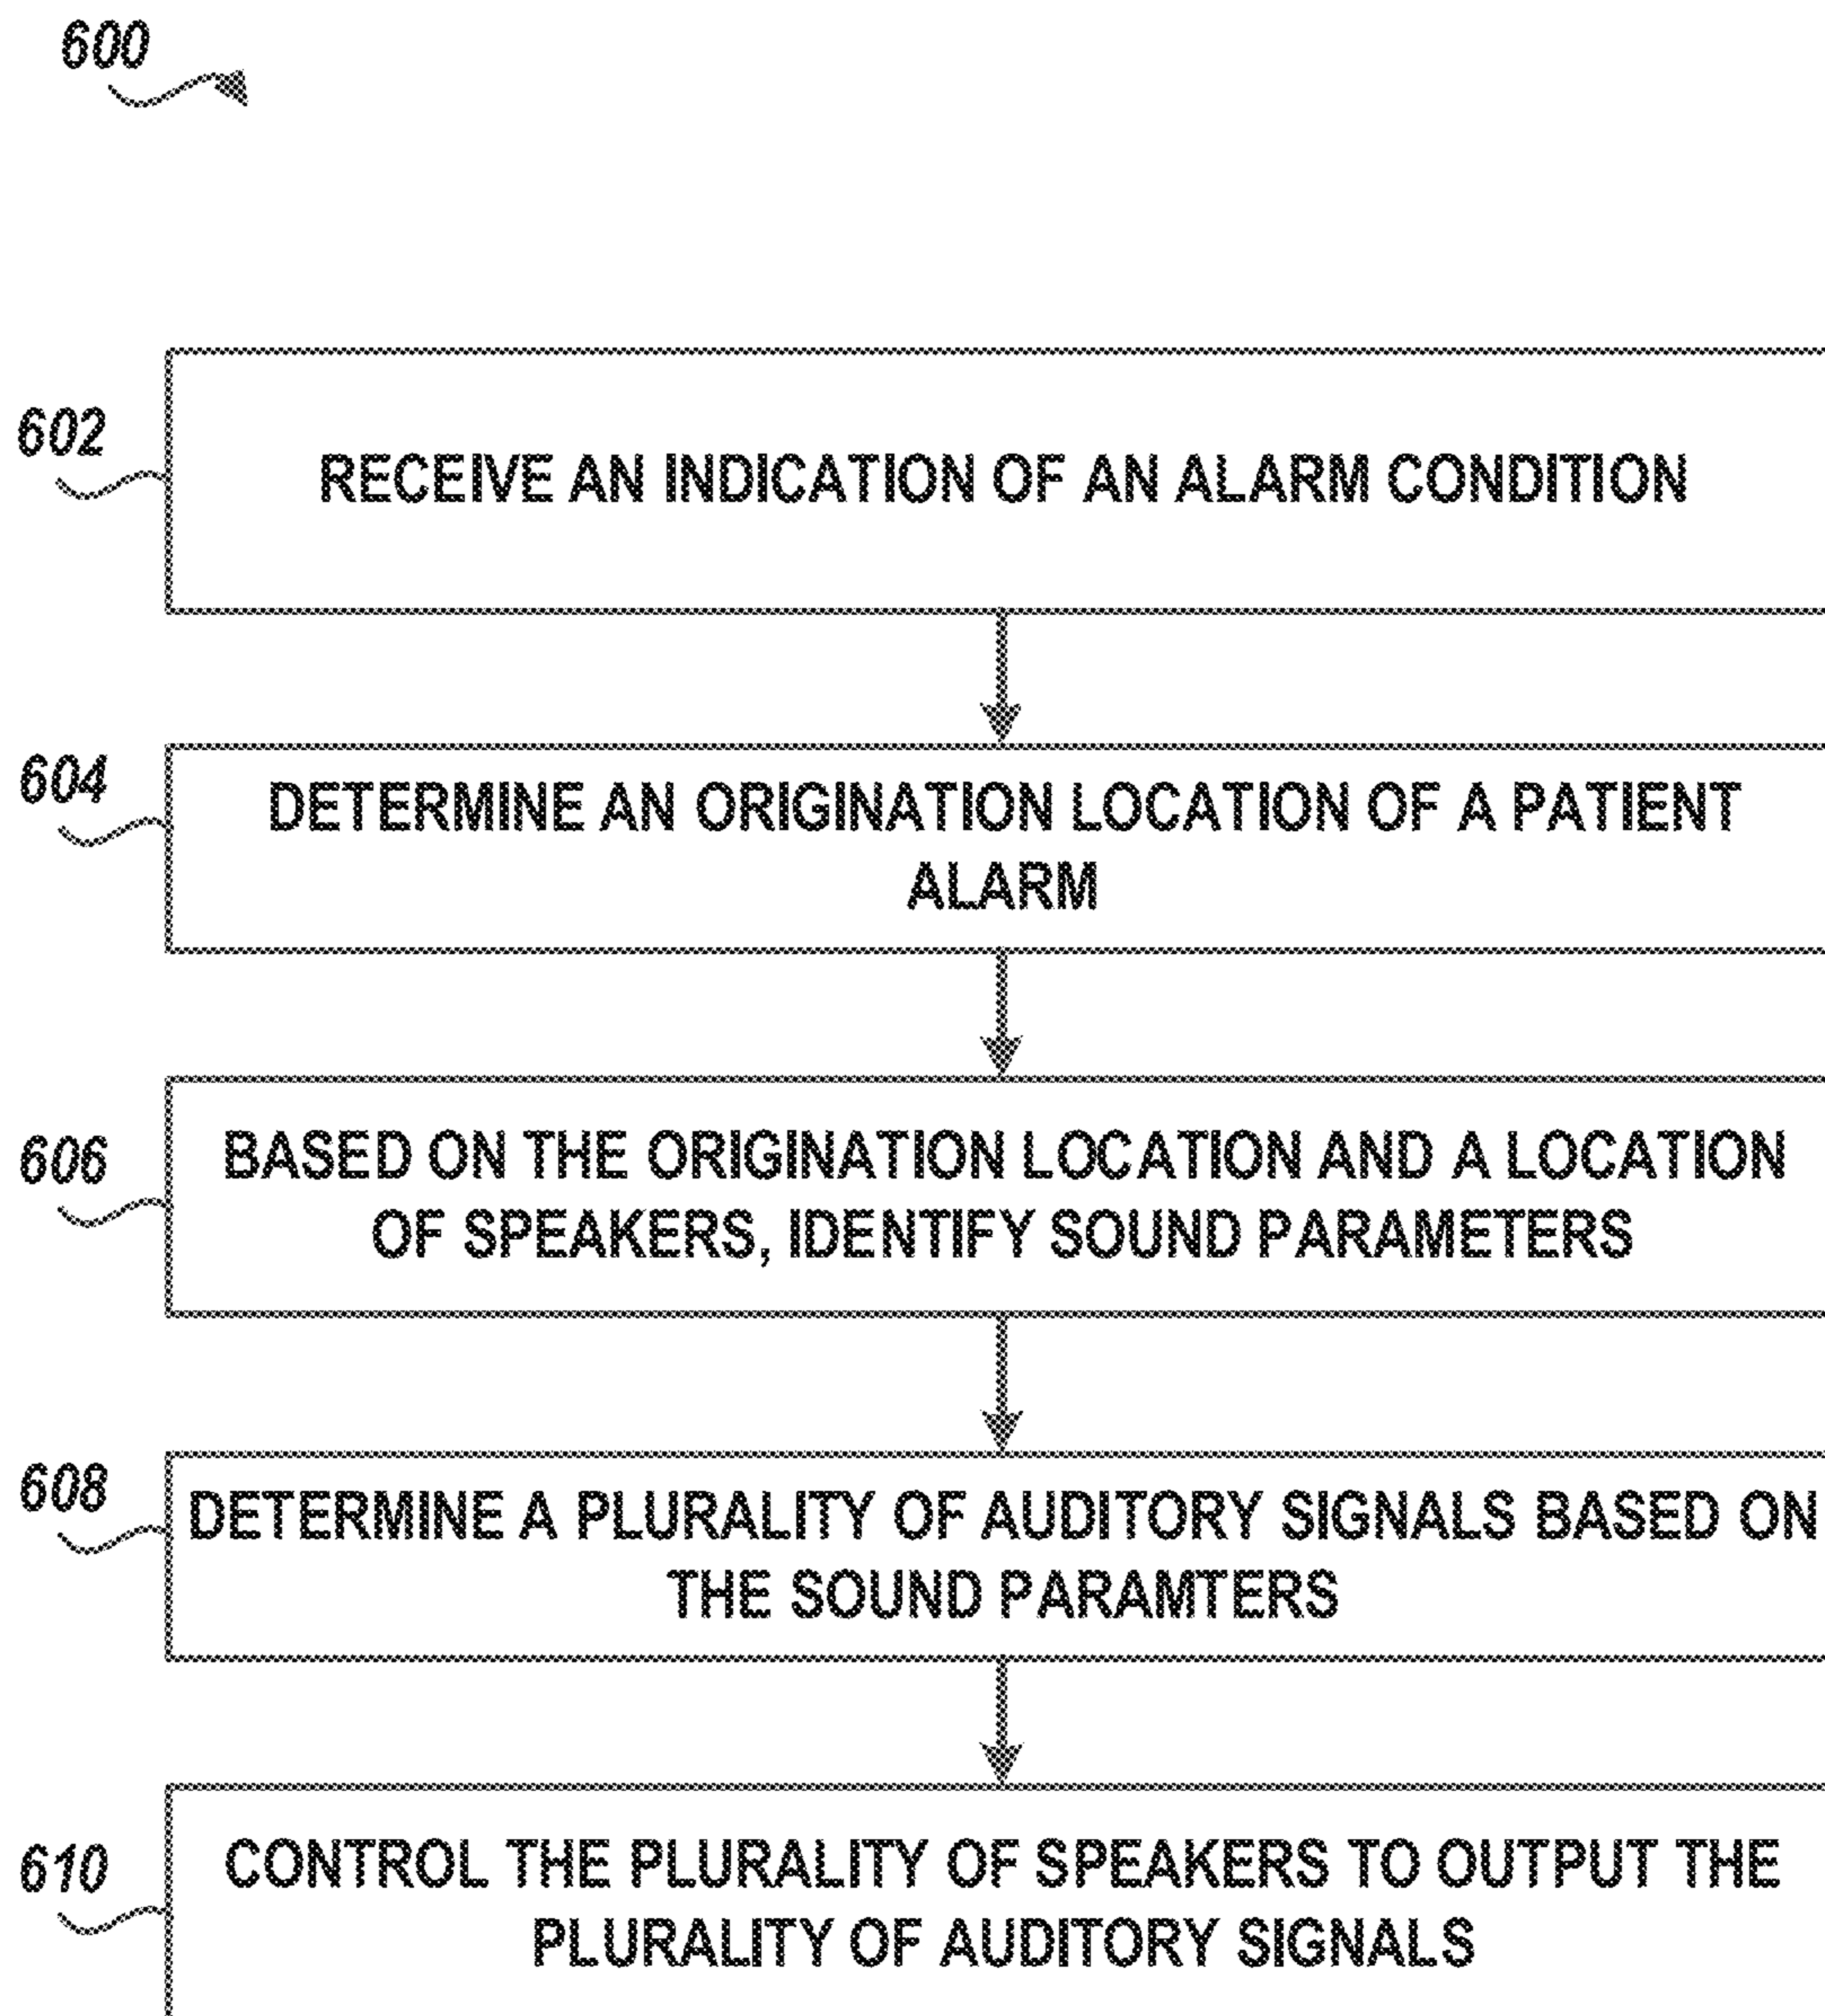 600
602
RECEIVE AN INDICATION OF AN ALARM CONDITION
604
DETERMINE AN ORIGINATION LOCATION OF A PATIENT
ALARM
606
BASED ON THE ORIGINATION LOCATION AND A LOCATION
OF SPEAKERS, IDENTIFY SOUND PARAMETERS
608
DETERMINE A PLURALITY OF AUDITORY SIGNALS BASED ON
THE SOUND PARAMTERS
610
CONTROL THE PLURALITY OF SPEAKERS TO OUTPUT THE
PLURALITY OF AUDITORY SIGNALS